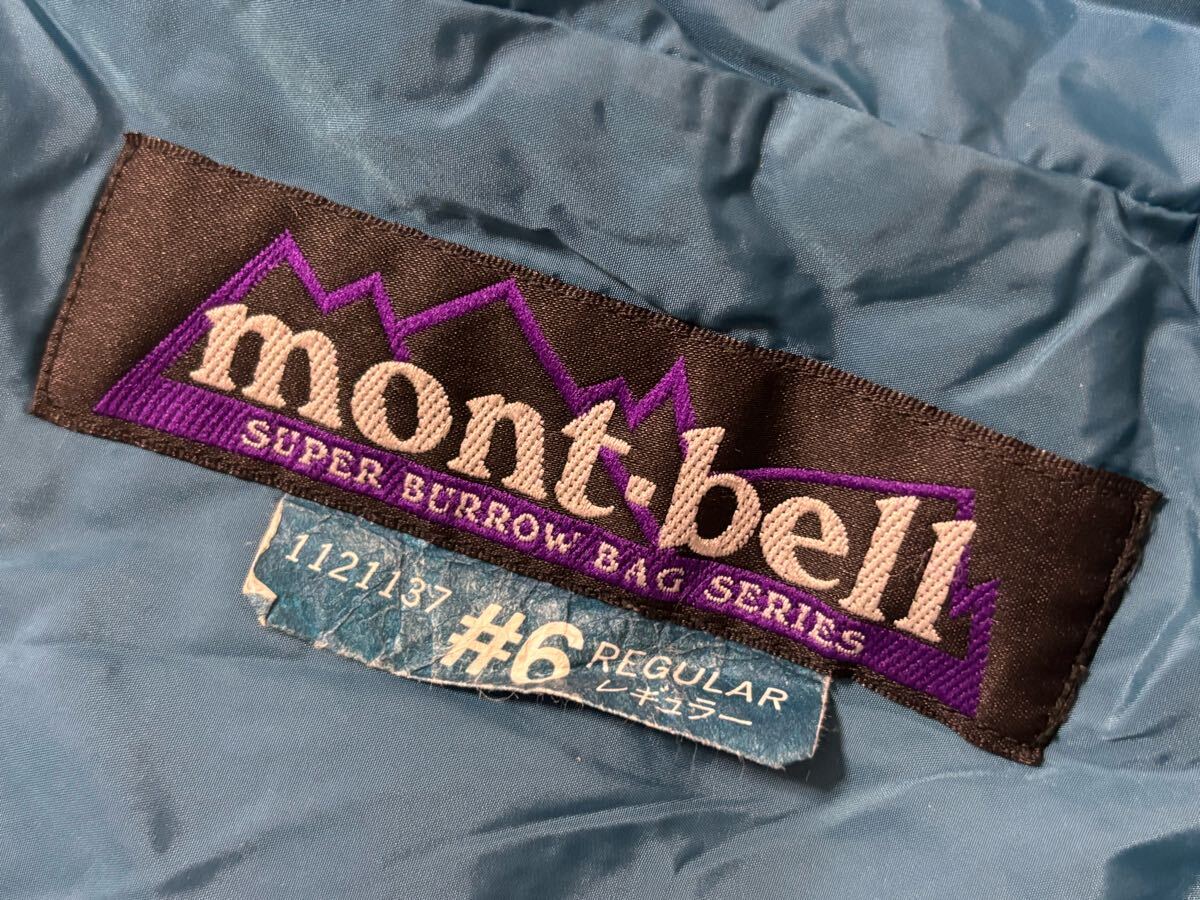 mont-bell
SUPER BURROW BAG SERIES
1121137 #6 REGULAR
レギュラー